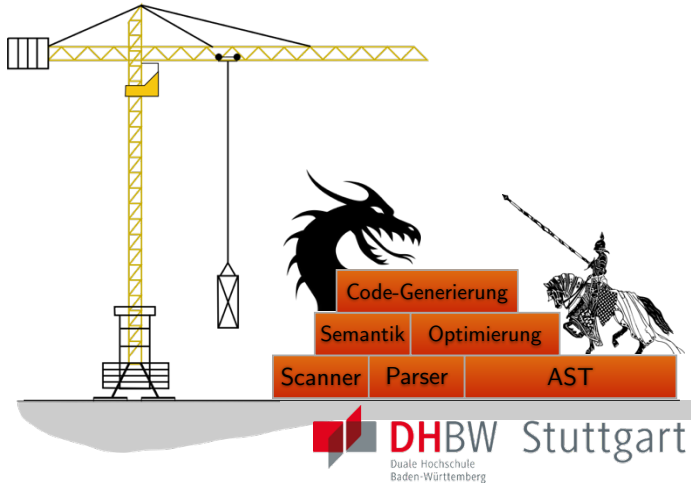 Code-Generierung
Semantik Optimierung
Scanner Parser AST
DHBW Stuttgart
Duale Hochschule
Baden-Württemberg